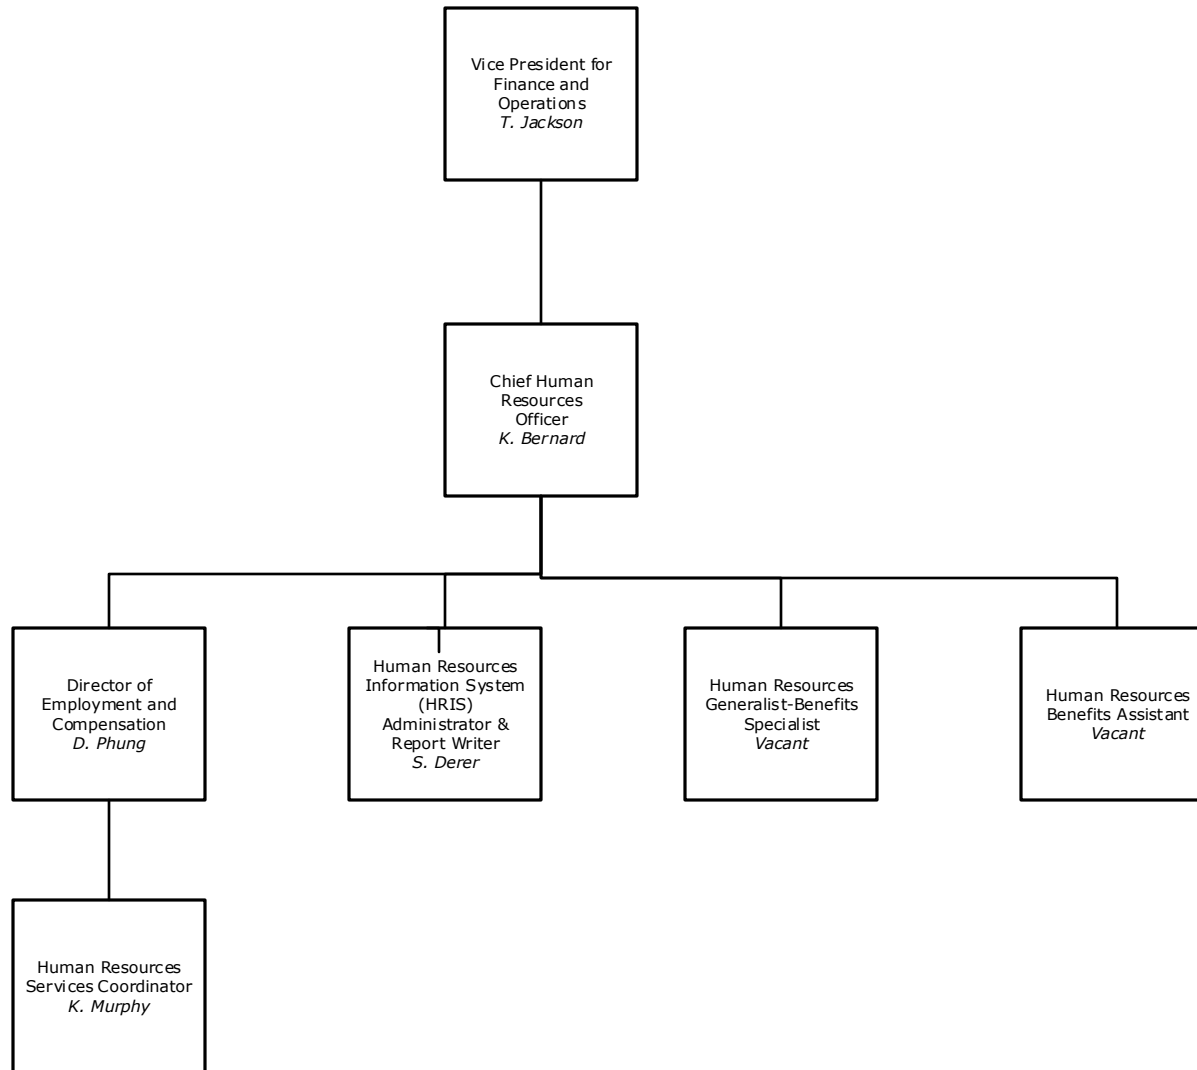 Vice President for
Finance and
Operations
T. Jackson
Chief Human
Resources
Officer
K. Bernard
Director of
Employment and
Compensation
D. Phung
Human Resources
Information System
(HRIS)
Administrator &
Report Writer
S. Derer
Human Resources
Generalist-Benefits
Specialist
Vacant
Human Resources
Benefits Assistant
Vacant
Human Resources
Services Coordinator
K. Murphy